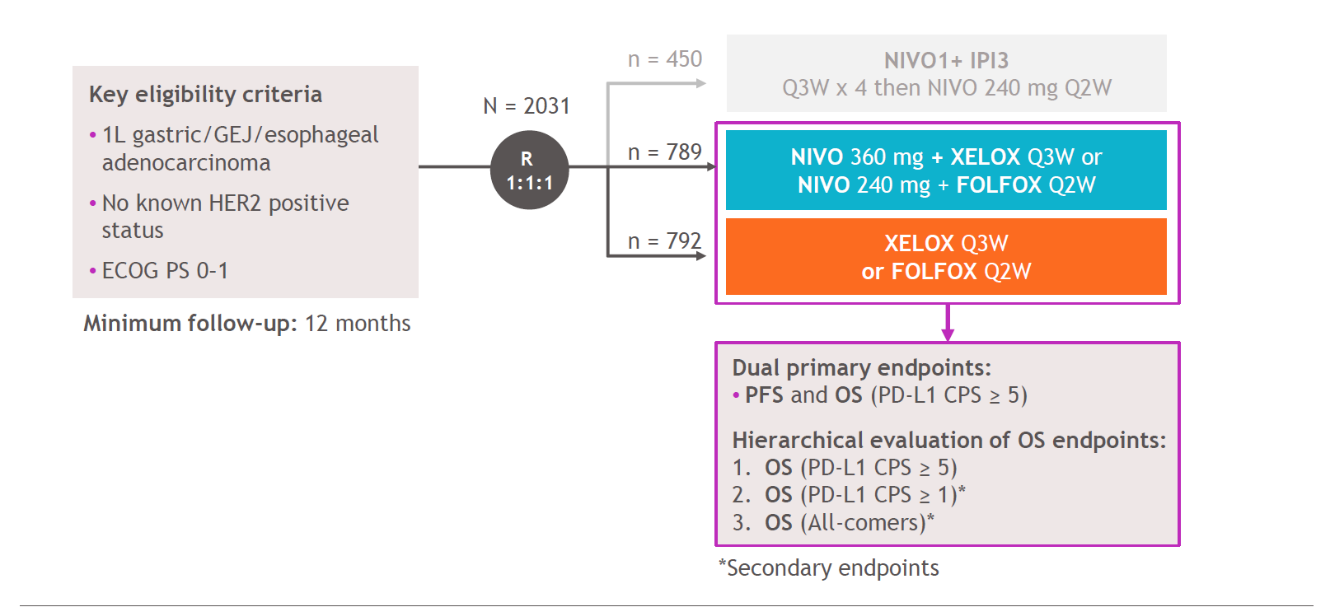 Key eligibility criteria
• 1L gastric/GEJ/esophageal
adenocarcinoma
• No known HER2 positive
status
• ECOG PS 0-1
Minimum follow-up: 12 months
N = 2031
R
1:1:1
n = 450
n = 789
n = 792
NIVO1+ IPI3
Q3W x 4 then NIVO 240 mg Q2W
NIVO 360 mg + XELOX Q3W or
NIVO 240 mg + FOLFOX Q2W
XELOX Q3W
or FOLFOX Q2W
Dual primary endpoints:
• PFS and OS (PD-L1 CPS ≥ 5)
Hierarchical evaluation of OS endpoints:
1. OS (PD-L1 CPS ≥ 5)
2. OS (PD-L1 CPS ≥ 1)*
3. OS (All-comers)*
*Secondary endpoints